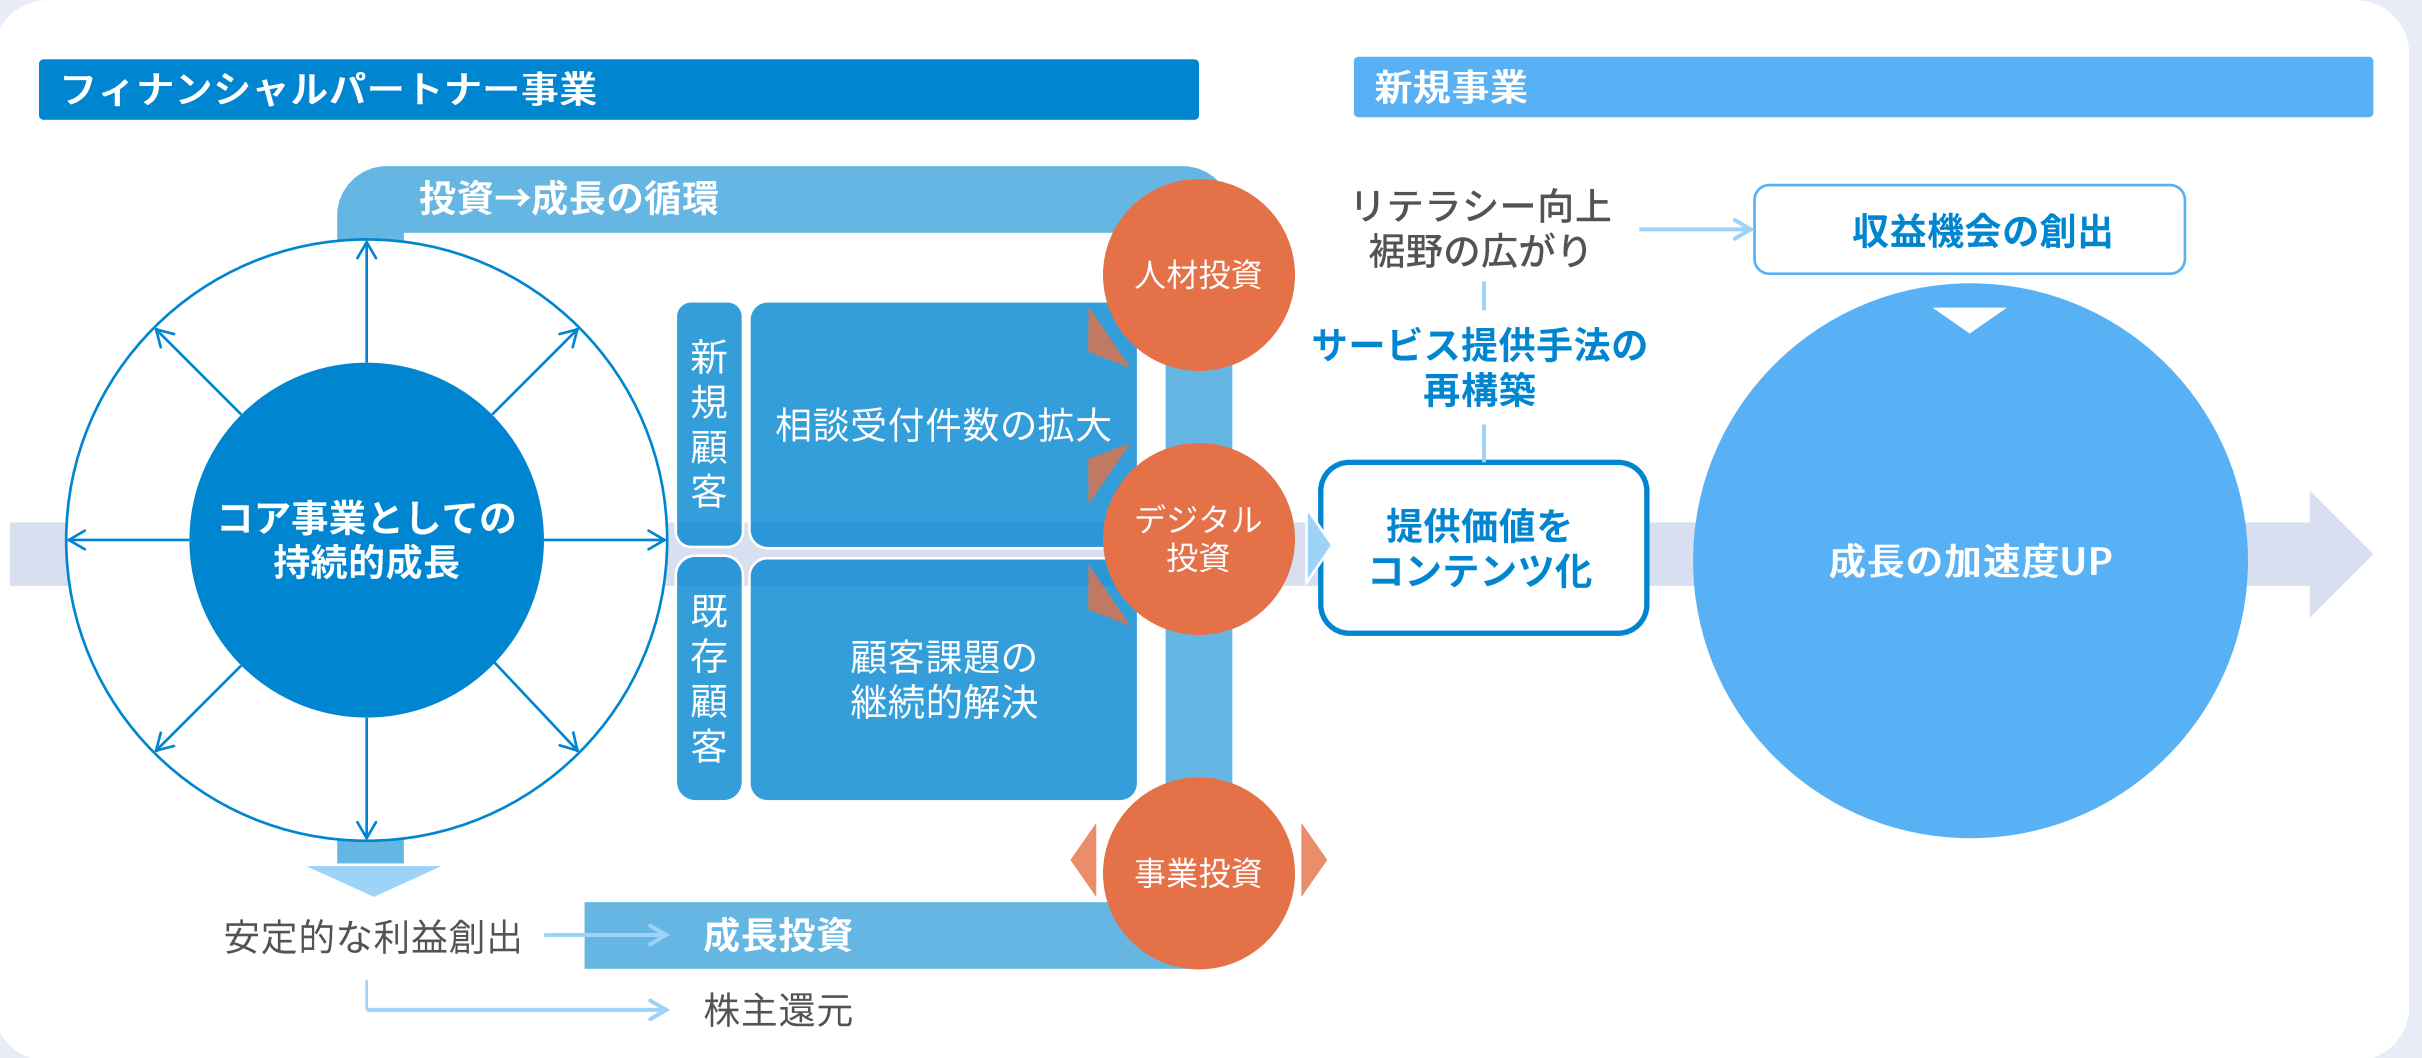 フィナンシャルパートナー事業
新規事業
投資→成長の循環
コア事業としての
持続的成長
新規顧客
相談受付件数の拡大
既存顧客
顧客課題の
継続的解決
人材投資
デジタル
投資
事業投資
安定的な利益創出
成長投資
株主還元
リテラシー向上
裾野の広がり
サービス提供手法の
再構築
提供価値を
コンテンツ化
収益機会の創出
成長の加速度UP